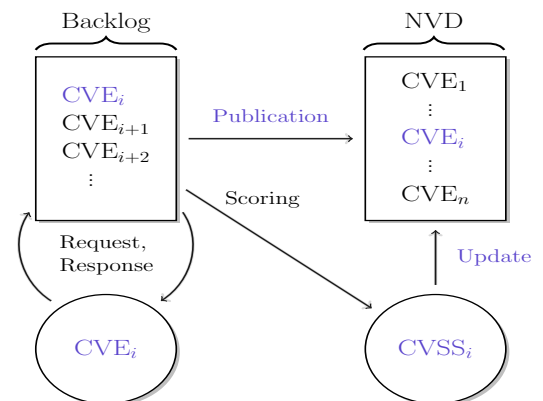 Backlog
NVD
CVE_i
CVE_{i+1}
CVE_{i+2}
⋮
Publication
CVE_1
⋮
CVE_i
⋮
CVE_n
Scoring
Request,
Response
Update
CVE_i
CVSS_i